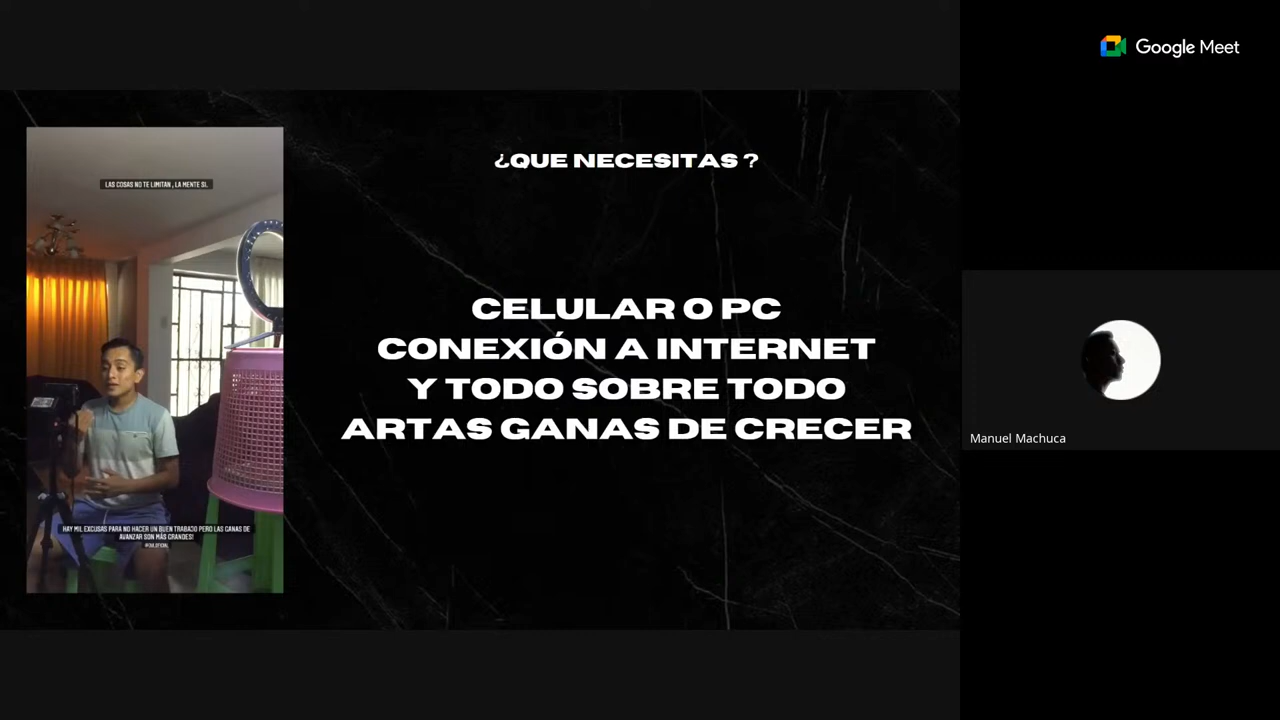 Google Meet
¿QUE NECESITAS ?
LAS COSAS NO TE LIMITAN , LA MENTE SI.
CELULAR O PC
CONEXIÓN A INTERNET
Y TODO SOBRE TODO
ARTAS GANAS DE CRECER
Manuel Machuca
HAY MIL EXCUSAS PARA NO HACER UN BUEN TRABAJO PERO LAS GANAS DE
AVANZAR SON MÁS GRANDES!